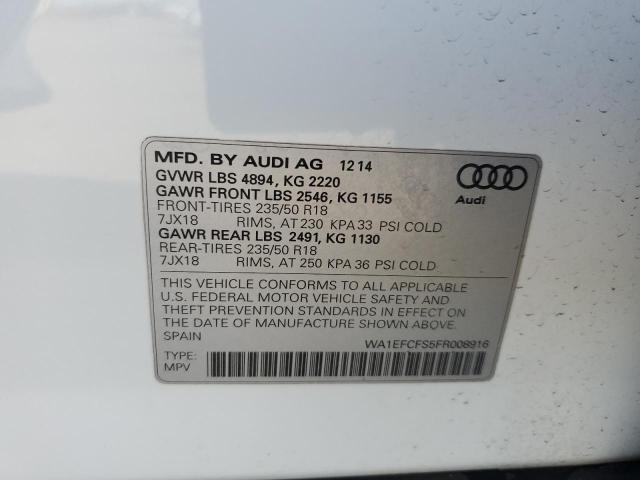 MFD. BY AUDI AG 12 14
GVWR LBS 4894, KG 2220
GAWR FRONT LBS 2546, KG 1155
FRONT-TIRES 235/50 R18
7JX18 RIMS, AT 230 KPA 33 PSI COLD
GAWR REAR LBS 2491, KG 1130
REAR-TIRES 235/50 R18
7JX18 RIMS, AT 250 KPA 36 PSI COLD
Audi
THIS VEHICLE CONFORMS TO ALL APPLICABLE
U.S. FEDERAL MOTOR VEHICLE SAFETY AND
THEFT PREVENTION STANDARDS IN EFFECT ON
THE DATE OF MANUFACTURE SHOWN ABOVE.
SPAIN WA1EFCFS5FR008916
TYPE:
MPV